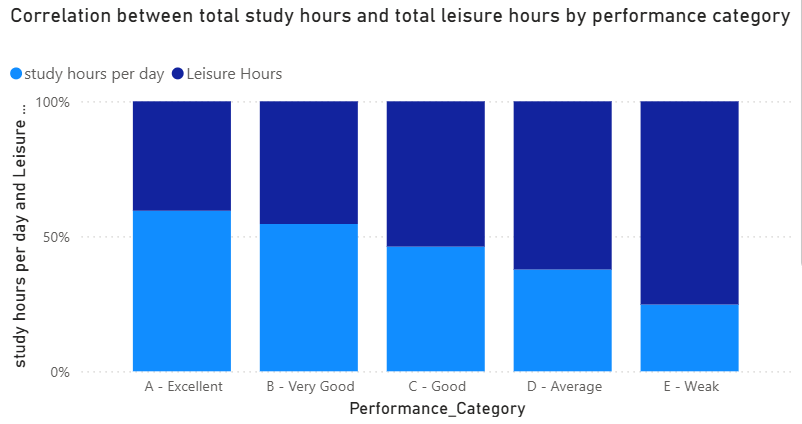 Correlation between total study hours and total leisure hours by performance category
study hours per day Leisure Hours
study hours per day and Leisure ...
100%
50%
0%
A - Excellent
B - Very Good
C - Good
D - Average
E - Weak
Performance_Category